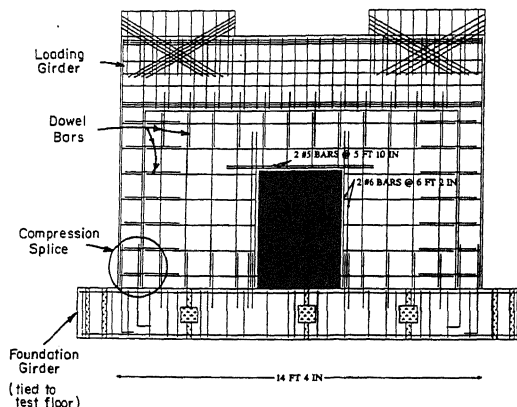 Loading
Girder
Dowel
Bars
2 #5 BARS @ 5 FT 10 IN
2 #6 BARS @ 6 FT 2 IN
Compression
Splice
Foundation
Girder
(tied to
test floor)
14 FT 4 IN